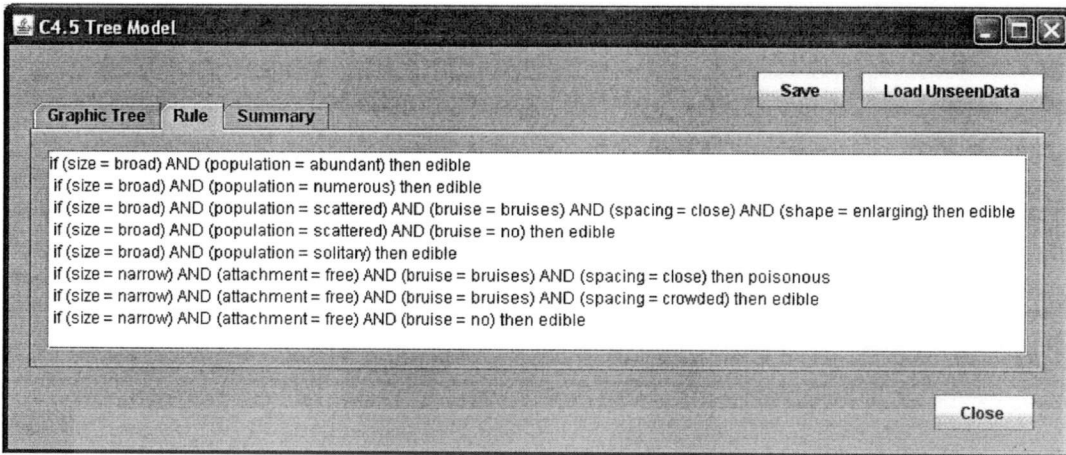 C4.5 Tree Model
Save Load UnseenData
Graphic Tree Rule Summary
if (size = broad) AND (population = abundant) then edible
if (size = broad) AND (population = numerous) then edible
if (size = broad) AND (population = scattered) AND (bruise = bruises) AND (spacing = close) AND (shape = enlarging) then edible
if (size = broad) AND (population = scattered) AND (bruise = no) then edible
if (size = broad) AND (population = solitary) then edible
if (size = narrow) AND (attachment = free) AND (bruise = bruises) AND (spacing = close) then poisonous
if (size = narrow) AND (attachment = free) AND (bruise = bruises) AND (spacing = crowded) then edible
if (size = narrow) AND (attachment = free) AND (bruise = no) then edible
Close